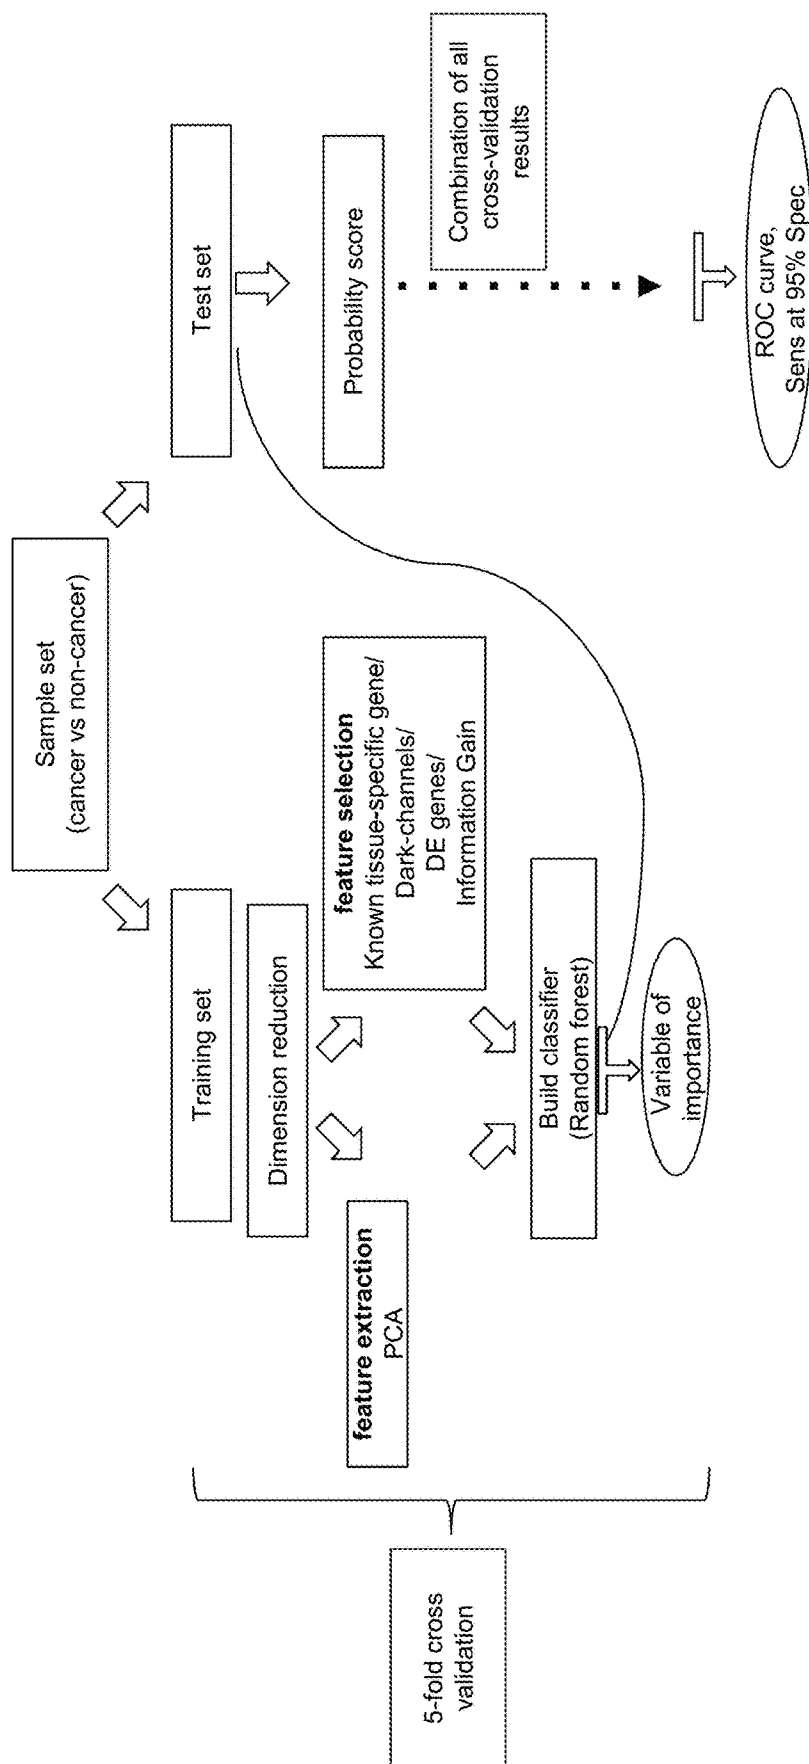 Sample set
(cancer vs non-cancer)
Training set
Test set
Dimension reduction
Probability score
feature extraction
PCA
feature selection
Known tissue-specific gene/
Dark-channels/
DE genes/
Information Gain
Combination of all
cross-validation
results
5-fold cross
validation
Build classifier
(Random forest)
Variable of
importance
ROC curve,
Sens at 95% Spec